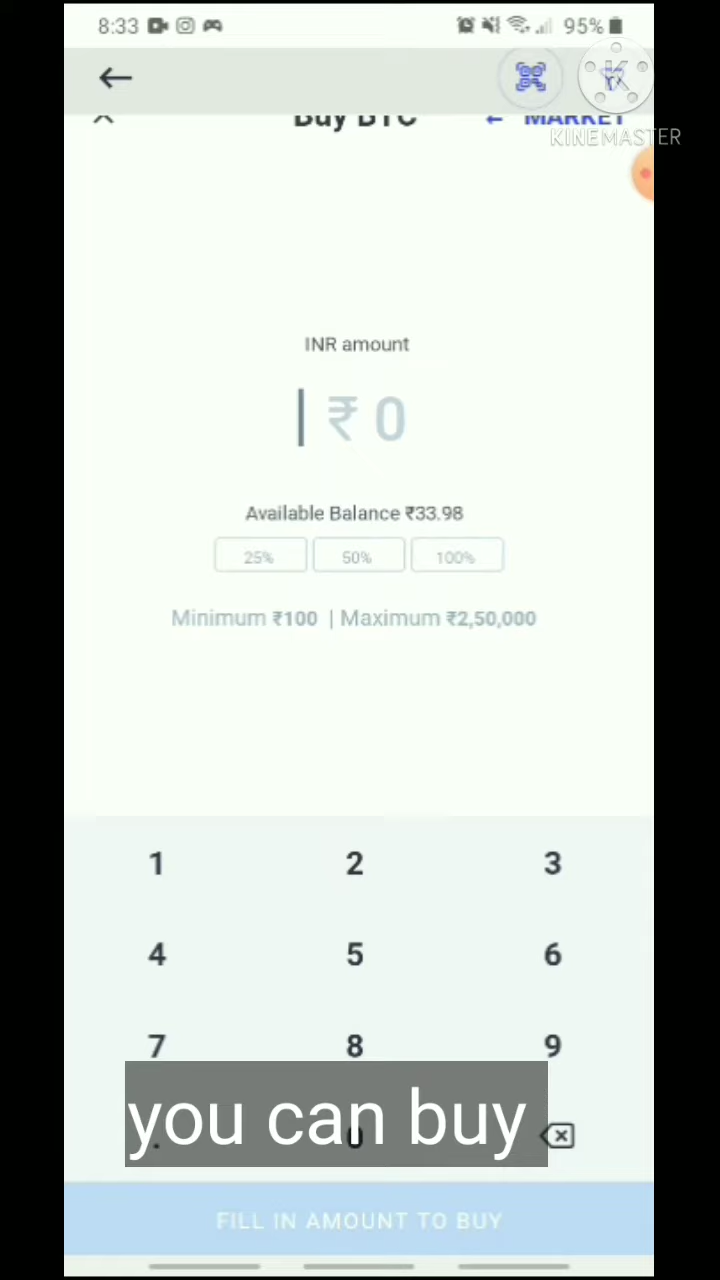 8:33 95%
Buy BTC ← MARKET
KINEMASTER
INR amount
₹ 0
Available Balance ₹33.98
25% 50% 100%
Minimum ₹100 | Maximum ₹2,50,000
1 2 3
4 5 6
7 8 9
you can buy
. 0
FILL IN AMOUNT TO BUY